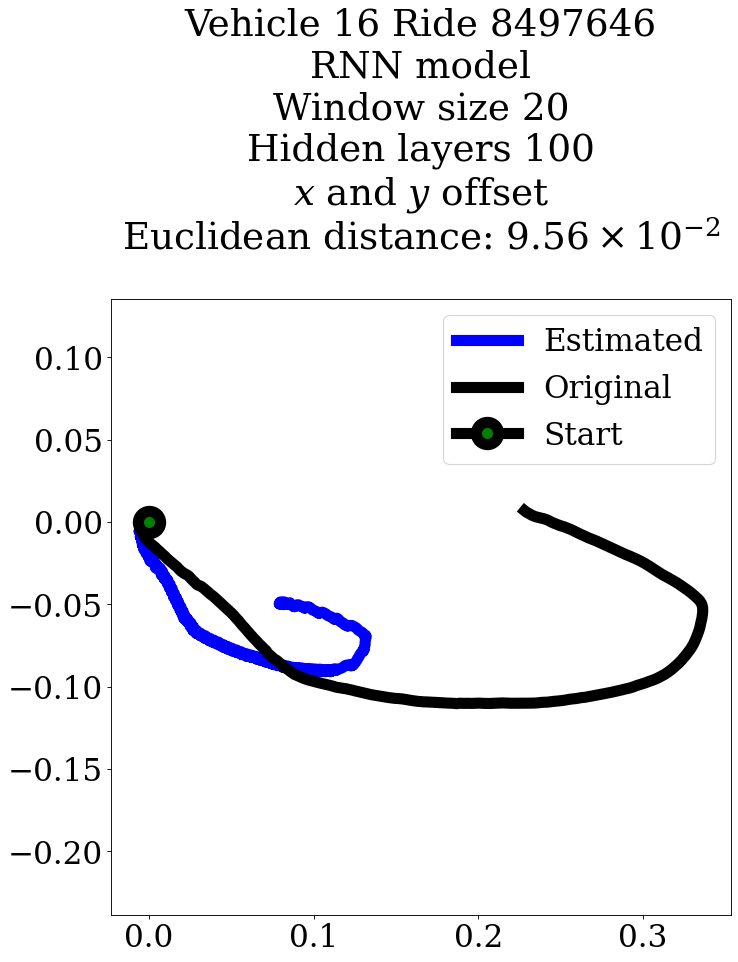 Vehicle 16 Ride 8497646
RNN model
Window size 20
Hidden layers 100
x and y offset
Euclidean distance: 9.56 × 10⁻²
Estimated
Original
Start
0.10
0.05
0.00
−0.05
−0.10
−0.15
−0.20
0.0 0.1 0.2 0.3